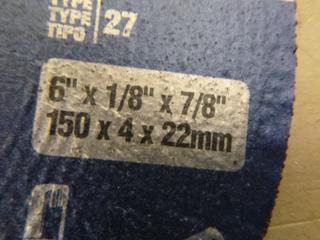 TYPE
TYPE
TIPO 27
6" x 1/8" x 7/8"
150 x 4 x 22mm